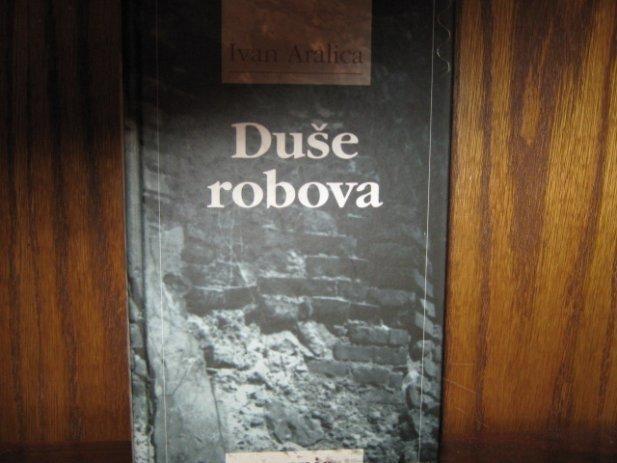 Ivan Aralica
Duše
robova